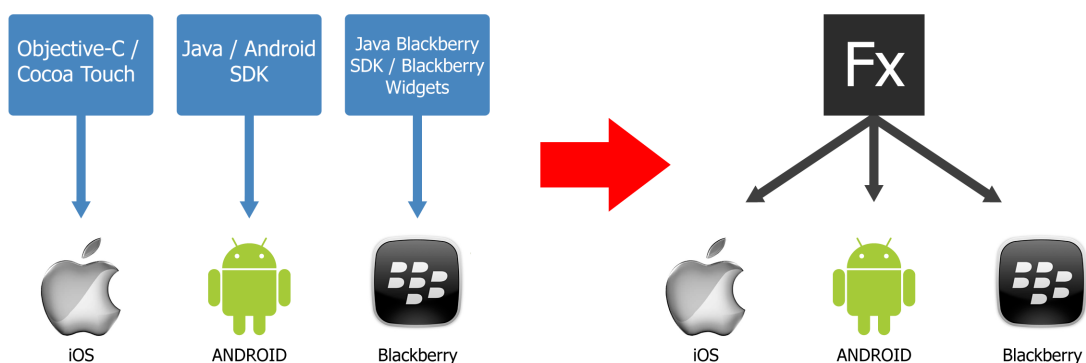 Objective-C /
Cocoa Touch
Java / Android
SDK
Java Blackberry
SDK / Blackberry
Widgets
Fx
iOS
ANDROID
Blackberry
iOS
ANDROID
Blackberry